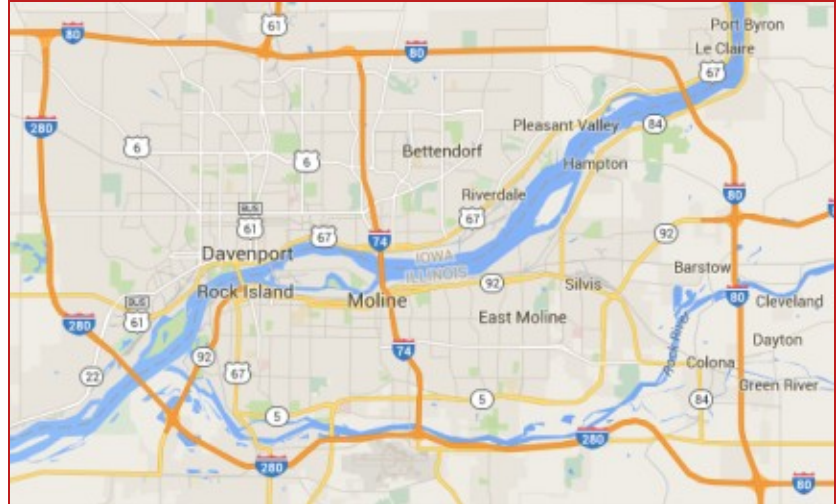 61
Port Byron
80
80
Le Claire
67
280
Pleasant Valley
84
6
Bettendorf
6
Hampton
Riverdale
80
BUS
61
67
67
74
92
Davenport
IOWA
ILLINOIS
Barstow
Rock Island
Moline
92
Silvis
80
Cleveland
BUS
61
280
East Moline
Rock River
Dayton
74
92
67
22
Colona
Green River
5
5
84
280
280
80